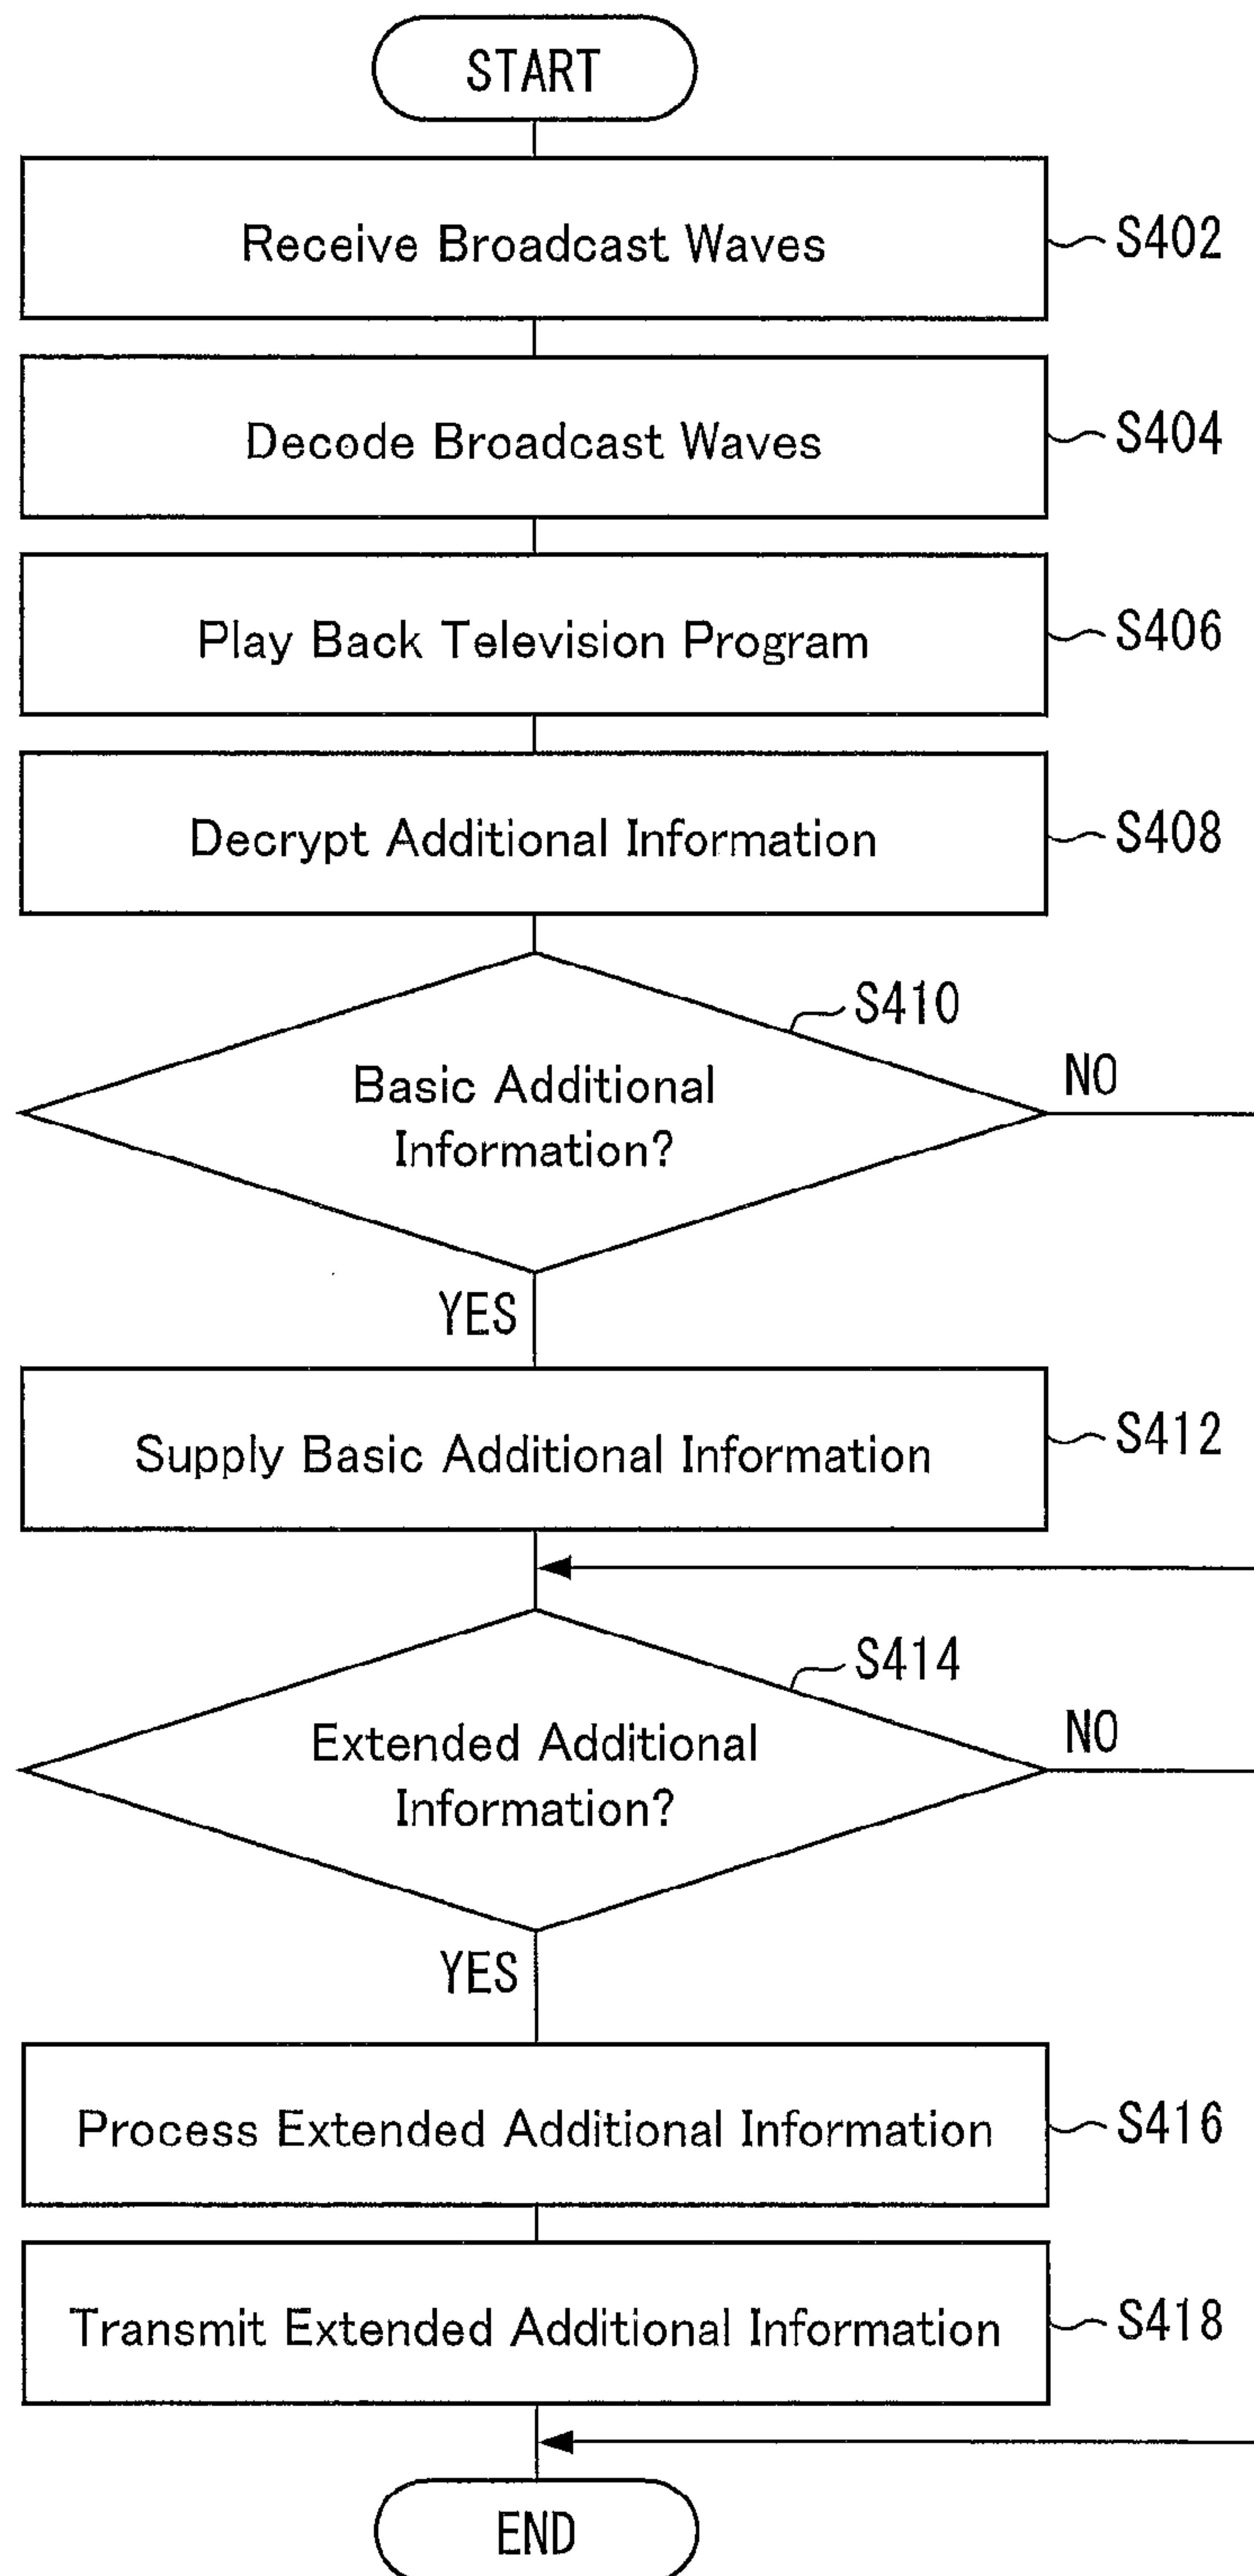 START
Receive Broadcast Waves
S402
Decode Broadcast Waves
S404
Play Back Television Program
S406
Decrypt Additional Information
S408
S410
Basic Additional
Information?
NO
YES
Supply Basic Additional Information
S412
S414
Extended Additional
Information?
NO
YES
Process Extended Additional Information
S416
Transmit Extended Additional Information
S418
END